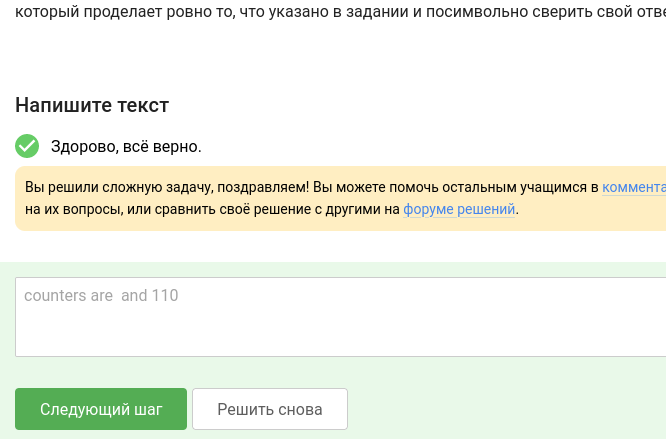 который проделает ровно то, что указано в задании и посимвольно сверить свой отве
Напишите текст
Здорово, всё верно.
Вы решили сложную задачу, поздравляем! Вы можете помочь остальным учащимся в коммента
на их вопросы, или сравнить своё решение с другими на форуме решений.
counters are  and 110
Следующий шаг
Решить снова